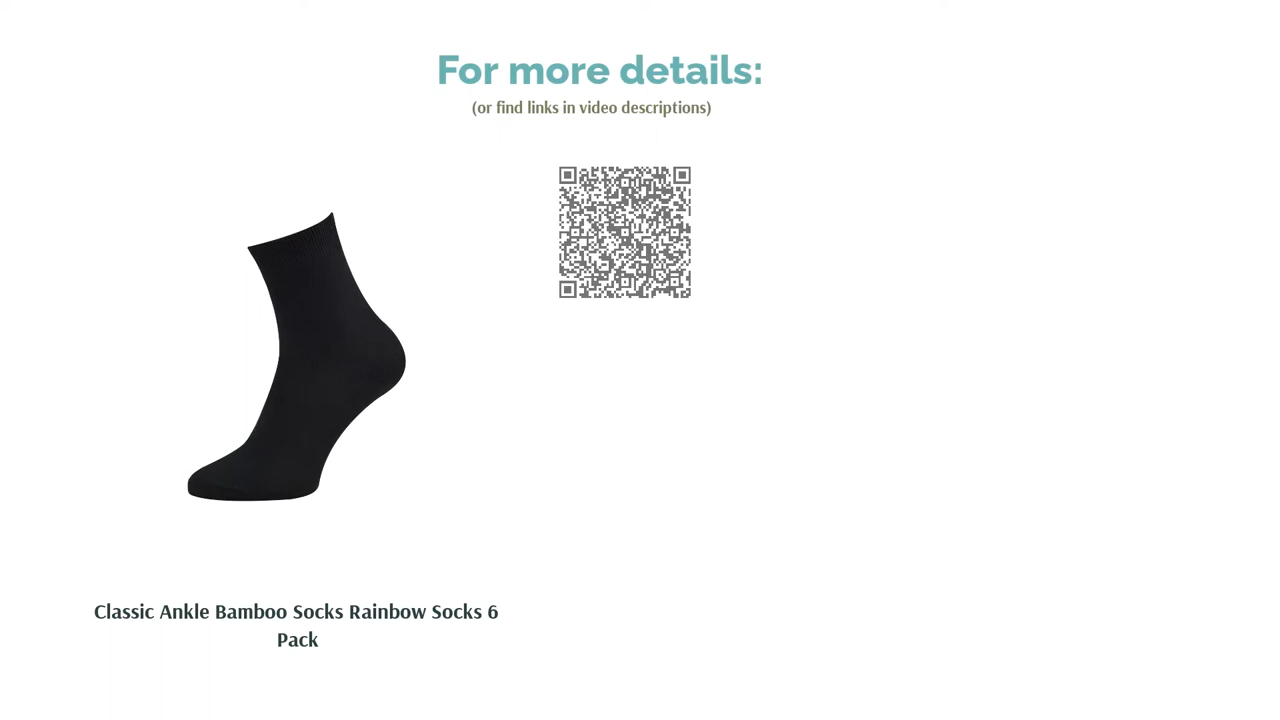 For more details:
(or find links in video descriptions)
Classic Ankle Bamboo Socks Rainbow Socks 6
Pack